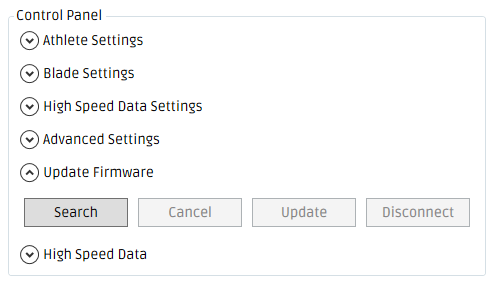 Control Panel
Athlete Settings
Blade Settings
High Speed Data Settings
Advanced Settings
Update Firmware
Search Cancel Update Disconnect
High Speed Data